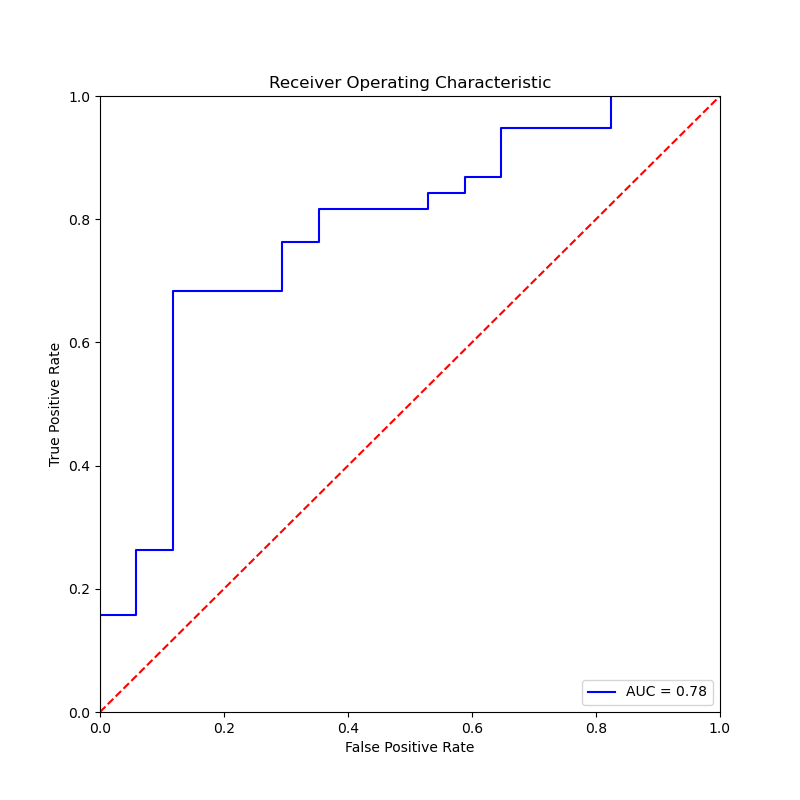 Receiver Operating Characteristic
1.0
0.8
0.6
0.4
0.2
0.0
True Positive Rate
AUC = 0.78
0.0 0.2 0.4 0.6 0.8 1.0
False Positive Rate